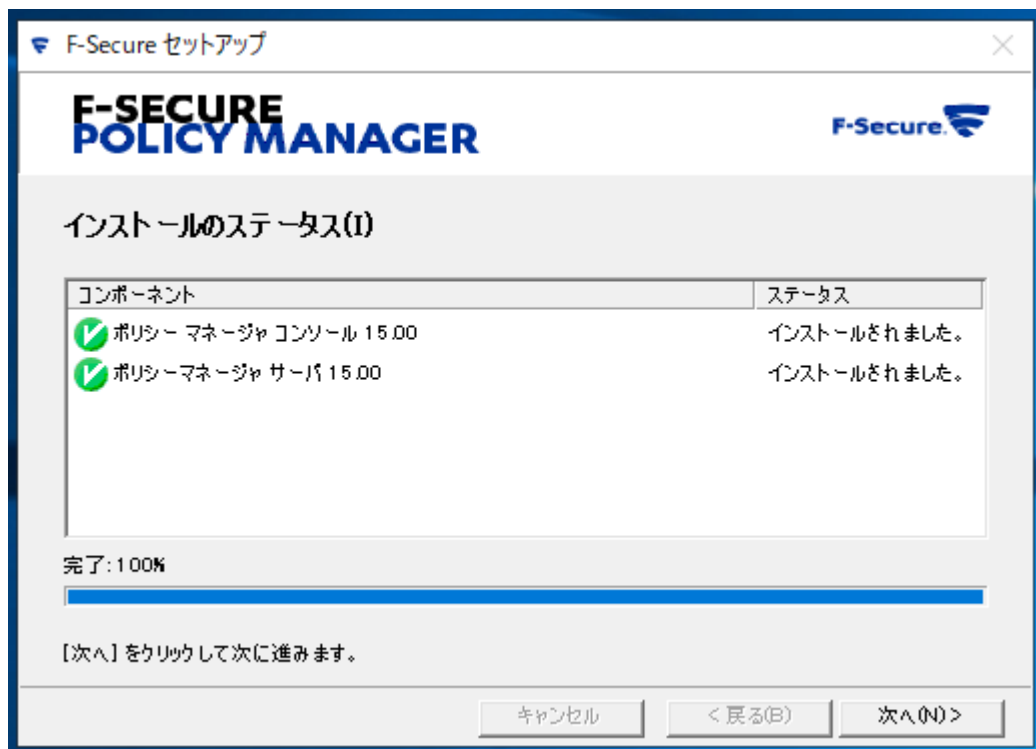 F-Secure セットアップ
F-SECURE
POLICY MANAGER
F-Secure.
インストールのステータス(I)
コンポーネント ステータス
ポリシー マネージャ コンソール 15.00 インストールされました。
ポリシーマネージャ サーバ 15.00 インストールされました。
完了:100%
[次へ] をクリックして次に進みます。
キャンセル <戻る(B) 次へ(N)>